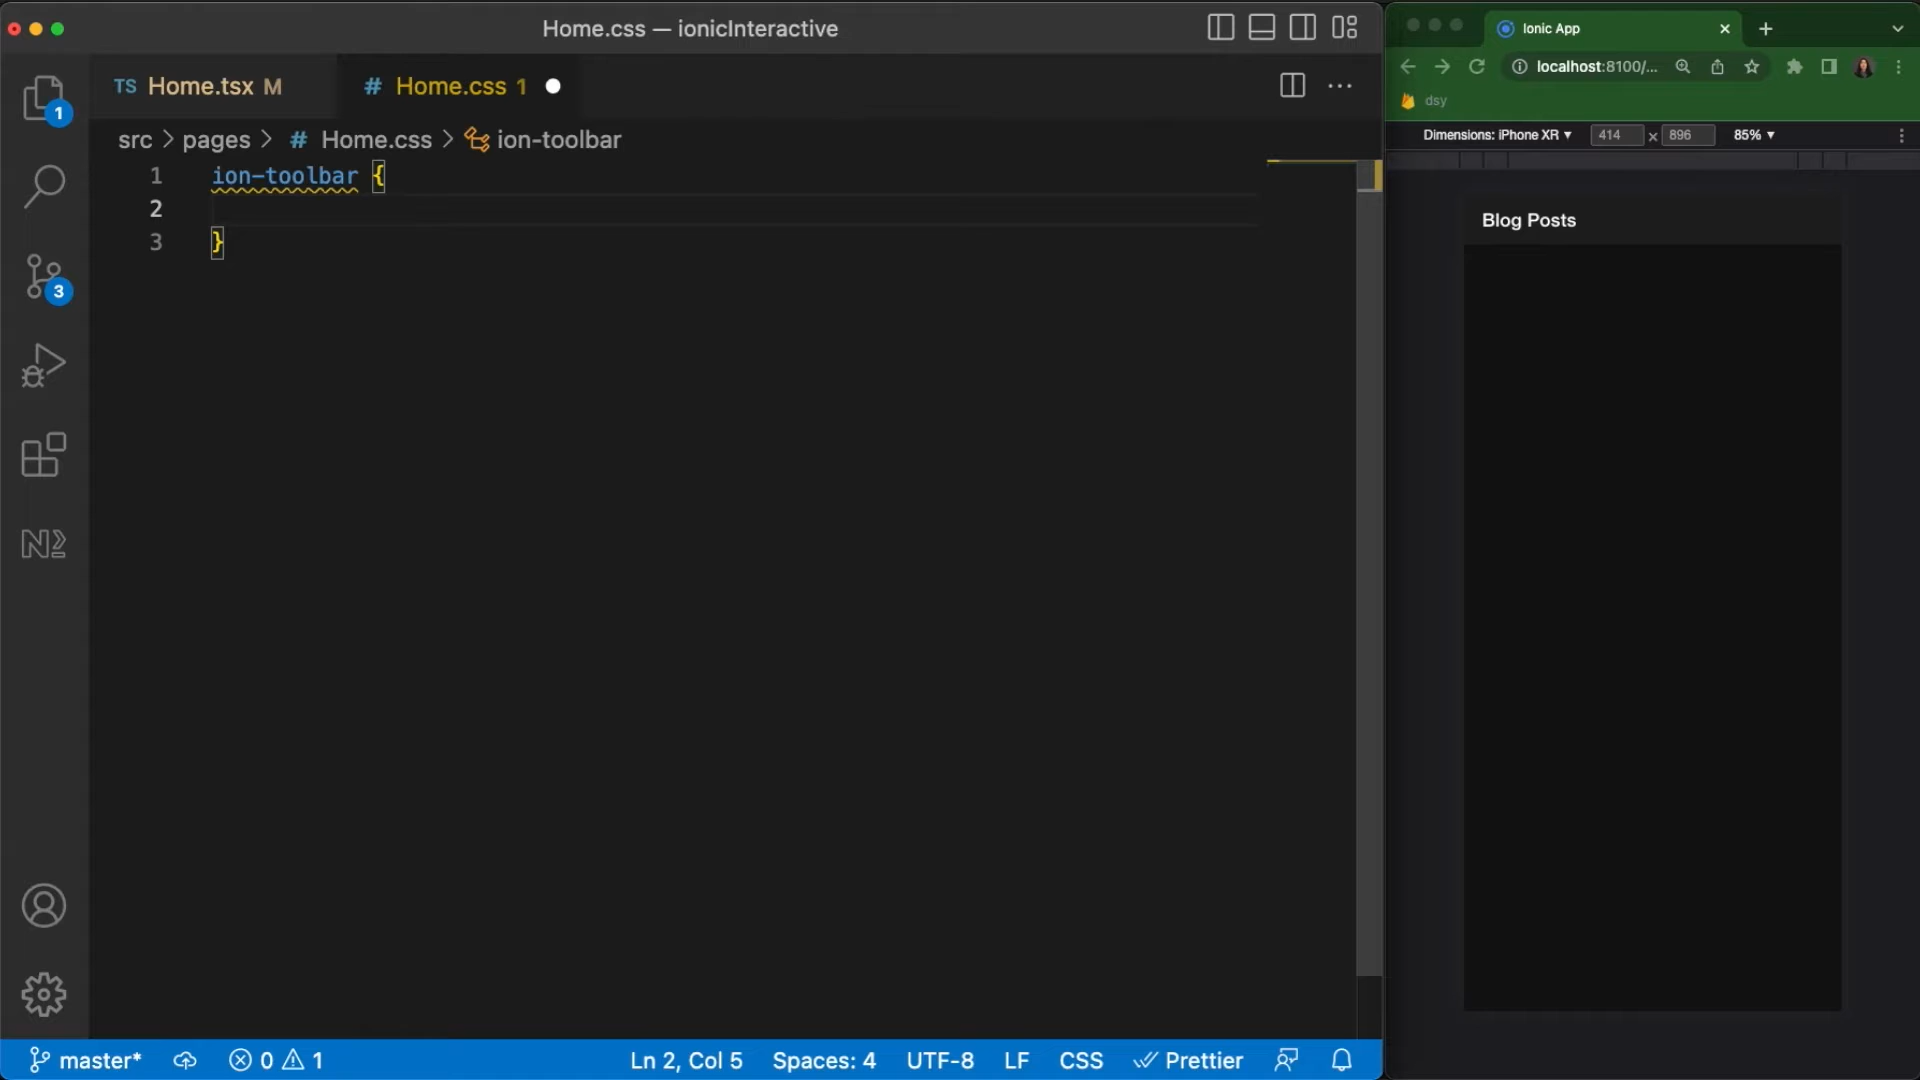 Home.css — ionicInteractive
TS Home.tsx M
# Home.css 1
src > pages > # Home.css > ion-toolbar
1 ion-toolbar {
2
3 }
1
3
master*
0 1
Ln 2, Col 5
Spaces: 4
UTF-8
LF
CSS
Prettier
Ionic App
localhost:8100/...
dsy
Dimensions: iPhone XR ▼ 414 x 896 85% ▼
Blog Posts